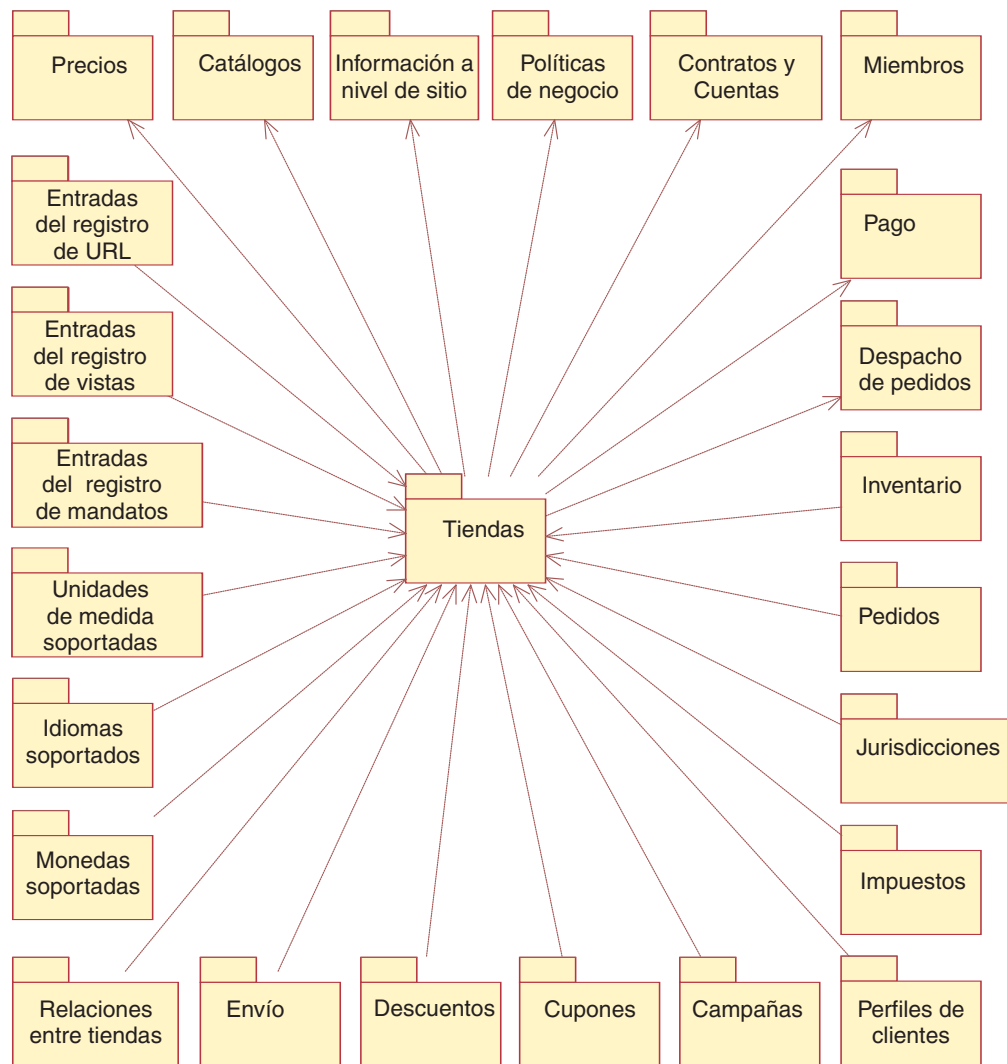 Precios
Catálogos
Información a
nivel de sitio
Políticas
de negocio
Contratos y
Cuentas
Miembros
Entradas
del registro
de URL
Pago
Entradas
del registro
de vistas
Despacho
de pedidos
Entradas
del registro
de mandatos
Tiendas
Inventario
Unidades
de medida
soportadas
Pedidos
Idiomas
soportados
Jurisdicciones
Monedas
soportadas
Impuestos
Relaciones
entre tiendas
Envío
Descuentos
Cupones
Campañas
Perfiles de
clientes